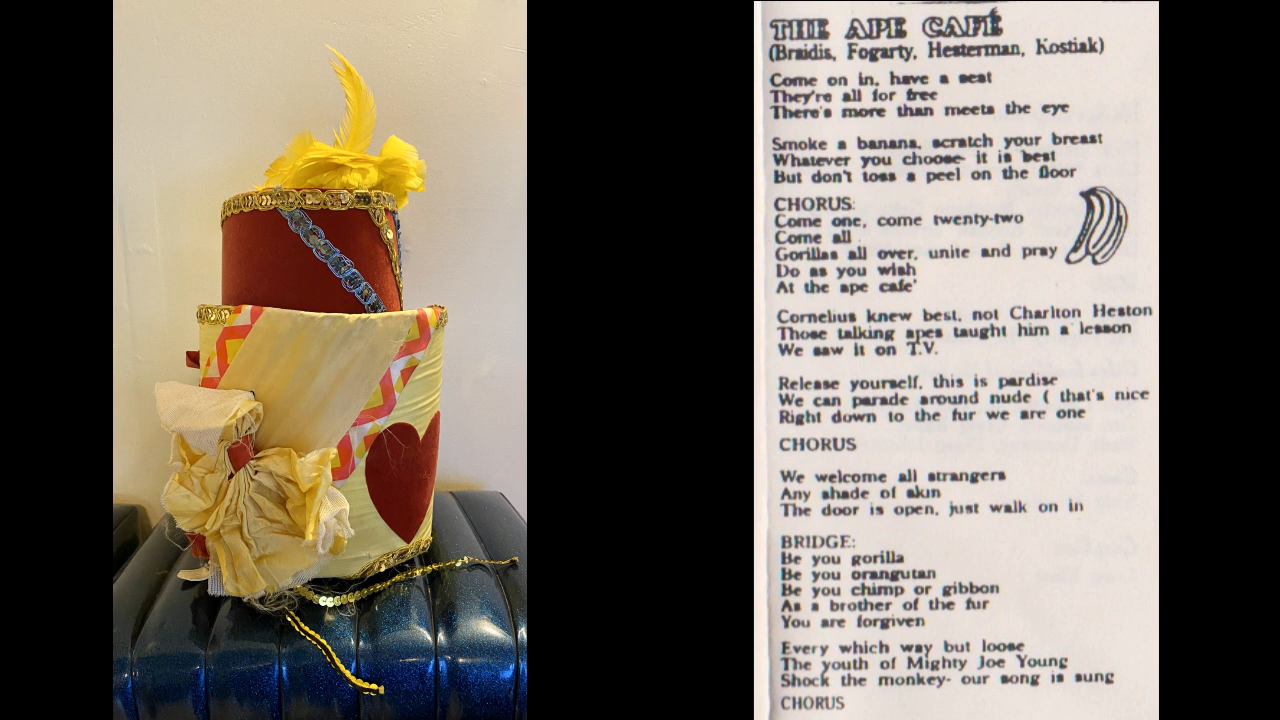 THE APE CAFÉ
(Braidis, Fogarty, Hesterman, Kostiak)
Come on in, have a seat
They're all for free
There's more than meets the eye
Smoke a banana, scratch your breast
Whatever you choose- it is best
But don't toss a peel on the floor
CHORUS:
Come one, come twenty-two
Come all
Gorillas all over, unite and pray
Do as you wish
At the ape cafe'
Cornelius knew best, not Charlton Heston
Those talking apes taught him a lesson
We saw it on T.V.
Release yourself, this is pardise
We can parade around nude ( that's nice
Right down to the fur we are one
CHORUS
We welcome all strangers
Any shade of skin
The door is open, just walk on in
BRIDGE:
Be you gorilla
Be you orangutan
Be you chimp or gibbon
As a brother of the fur
You are forgiven
Every which way but loose
The youth of Mighty Joe Young
Shock the monkey- our song is sung
CHORUS